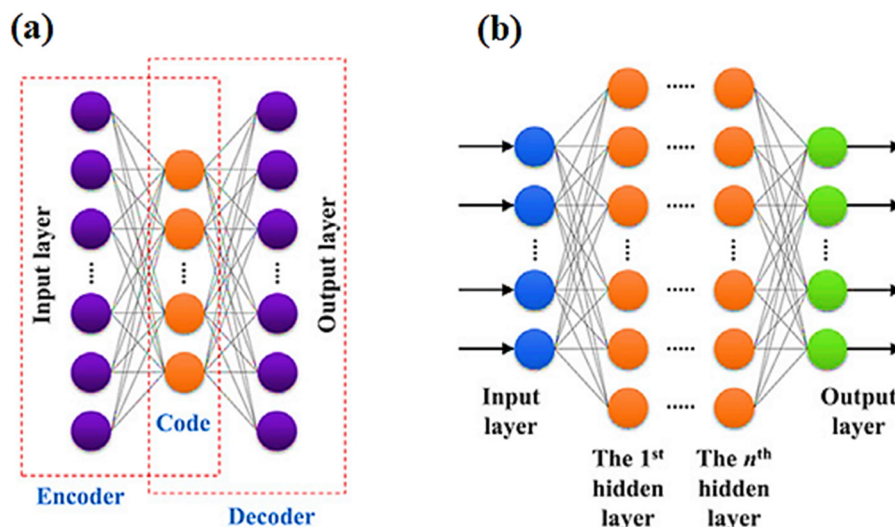 (a)
Input layer
Output layer
Code
Encoder
Decoder
(b)
Input
layer
The 1st
hidden
layer
The nth
hidden
layer
Output
layer